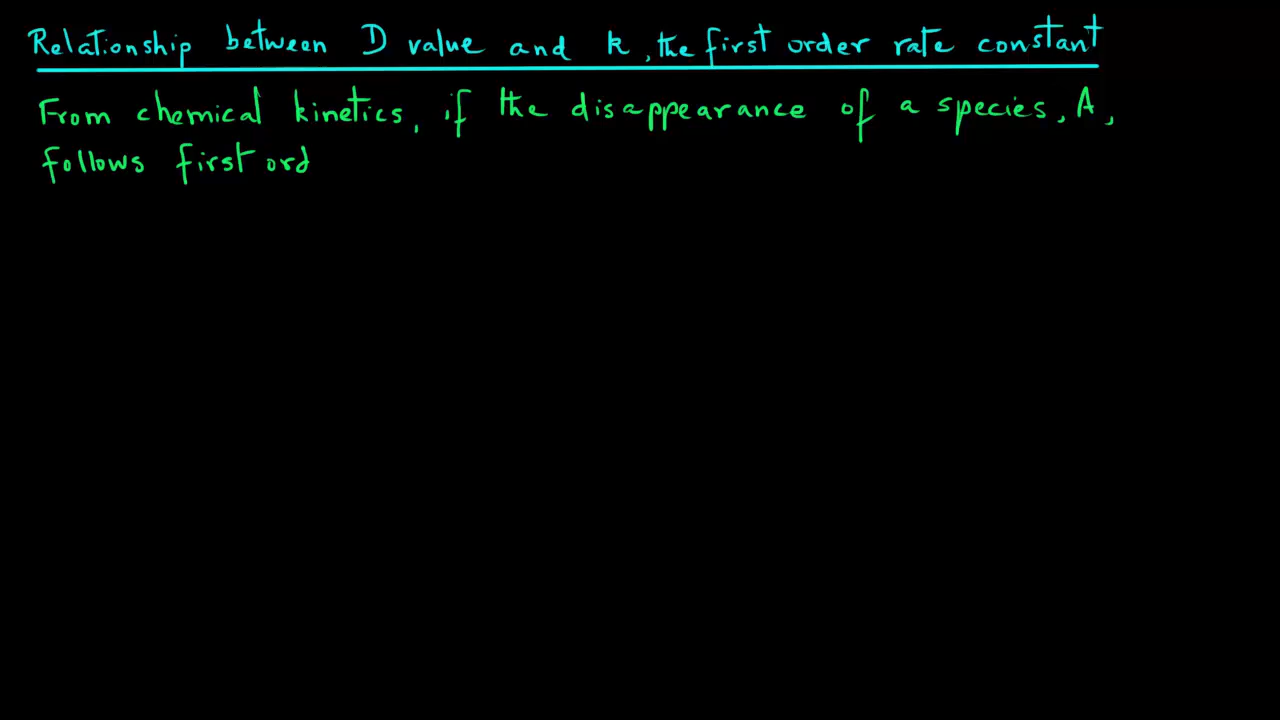 Relationship between D value and k, the first order rate constant
From chemical kinetics, if the disappearance of a species, A,
follows first ord